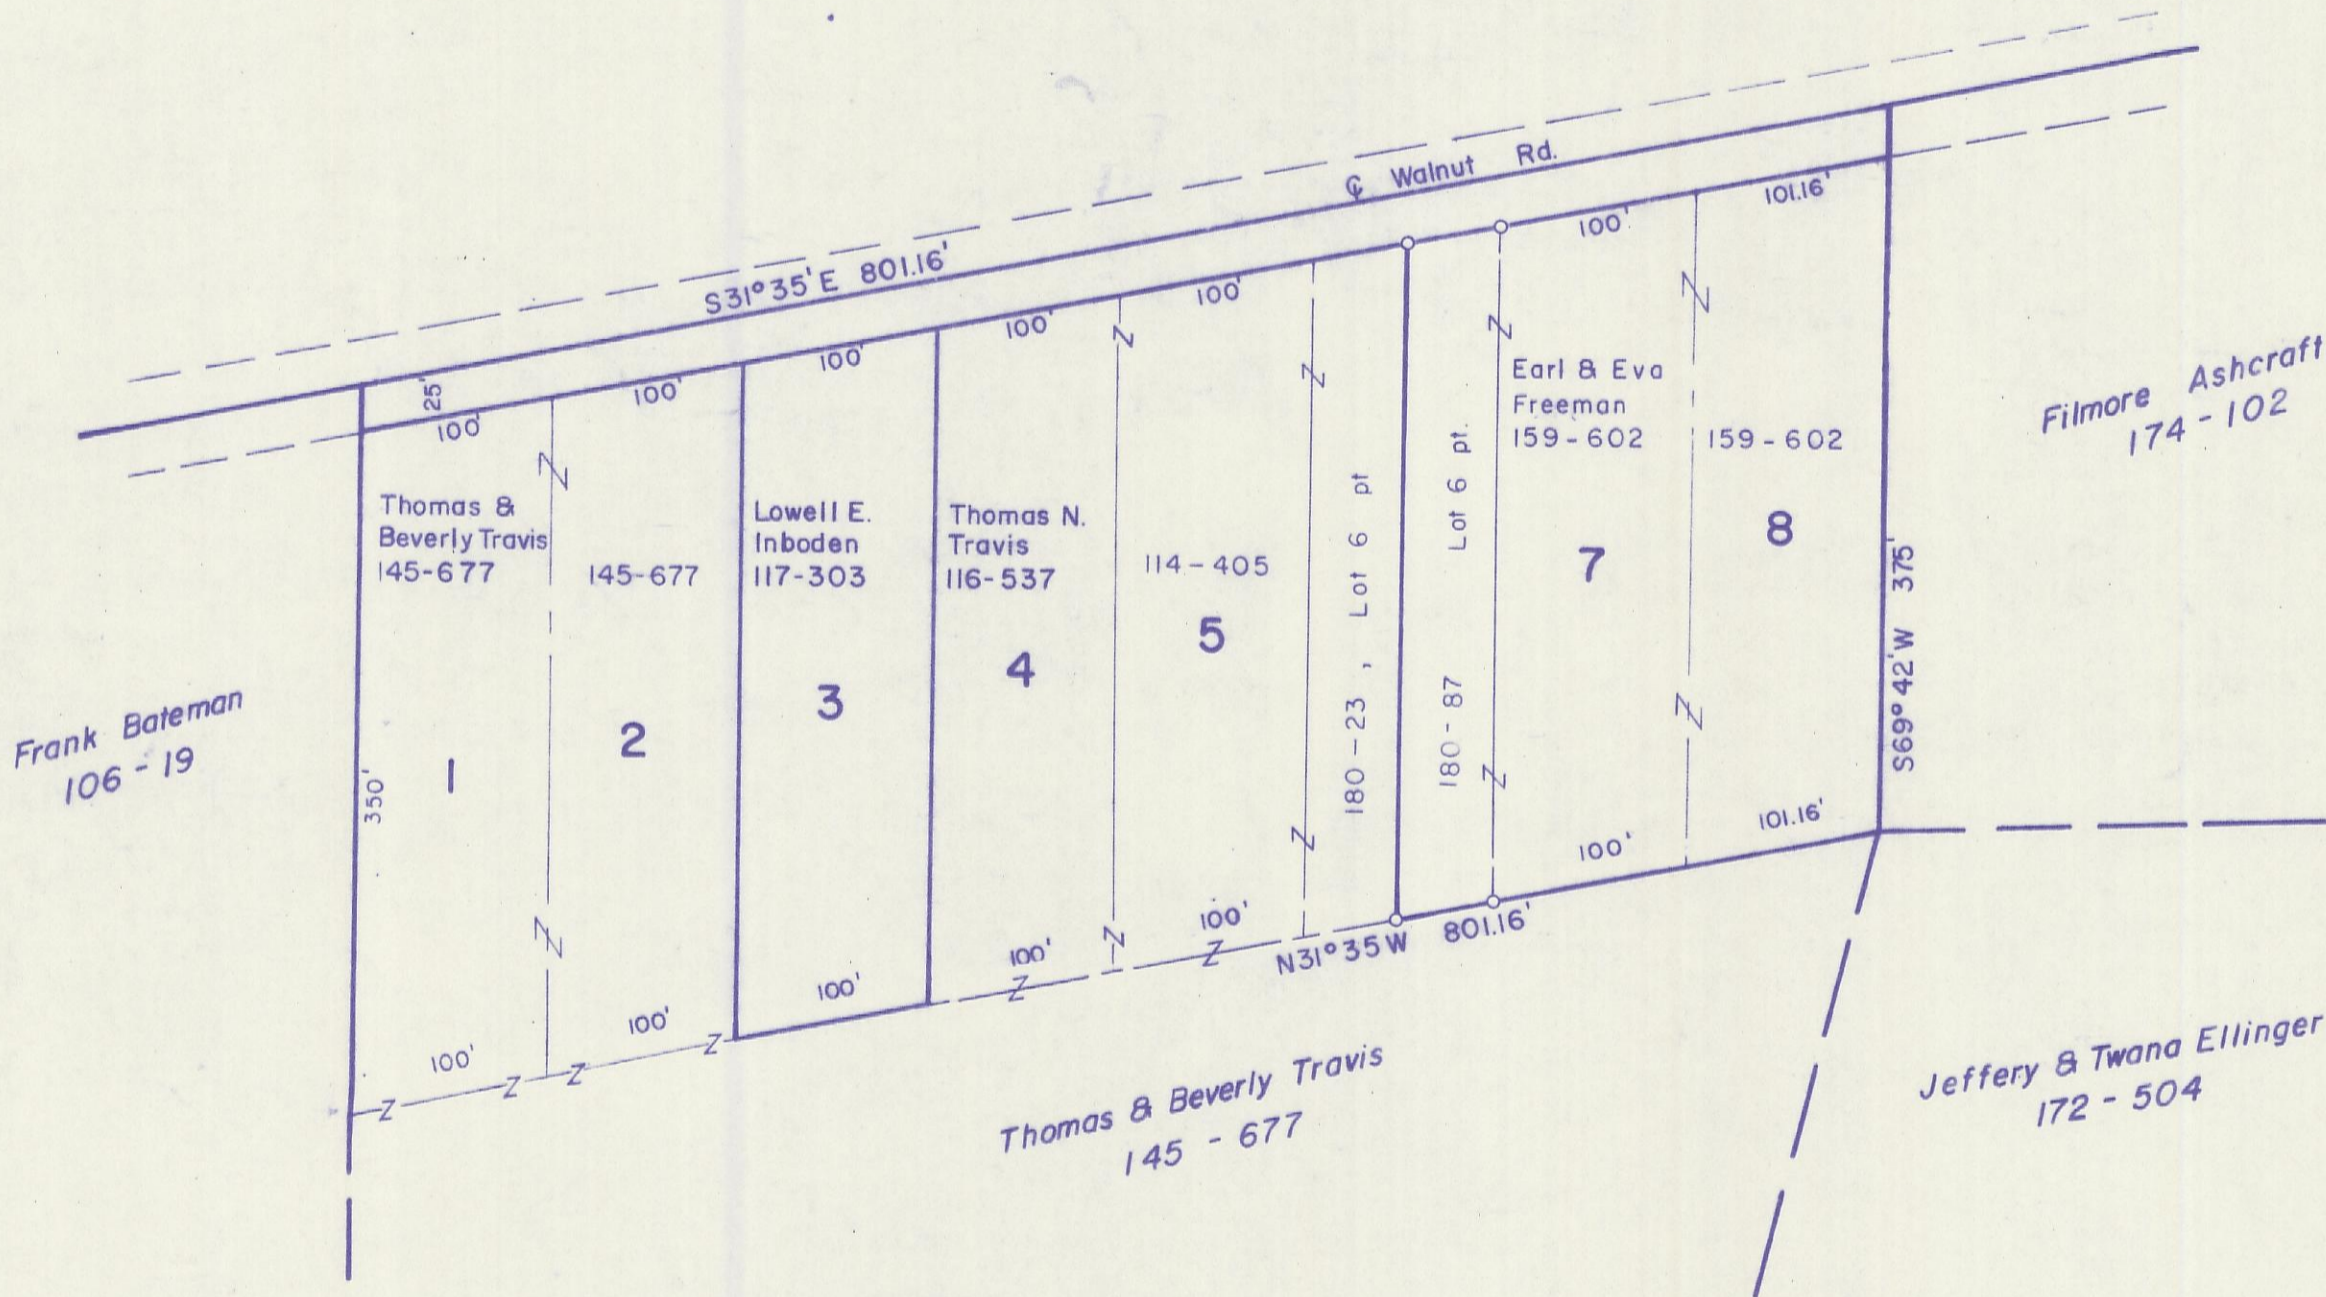 ℄ Walnut Rd.
S31°35'E 801.16'
25'
100'
100'
100'
100'
100'
100'
101.16'
Thomas &
Beverly Travis
145-677
1
145-677
2
Lowell E.
Inboden
117-303
3
Thomas N.
Travis
116-537
4
114-405
5
180-23, Lot 6 pt
180-87 Lot 6 pt.
Earl & Eva
Freeman
159-602
7
159-602
8
S69°42'W 375'
Filmore Ashcraft
174-102
Frank Bateman
106-19
350'
100'
100'
100'
100'
100'
100'
101.16'
N31°35W 801.16'
Thomas & Beverly Travis
145-677
Jeffery & Twana Ellinger
172-504